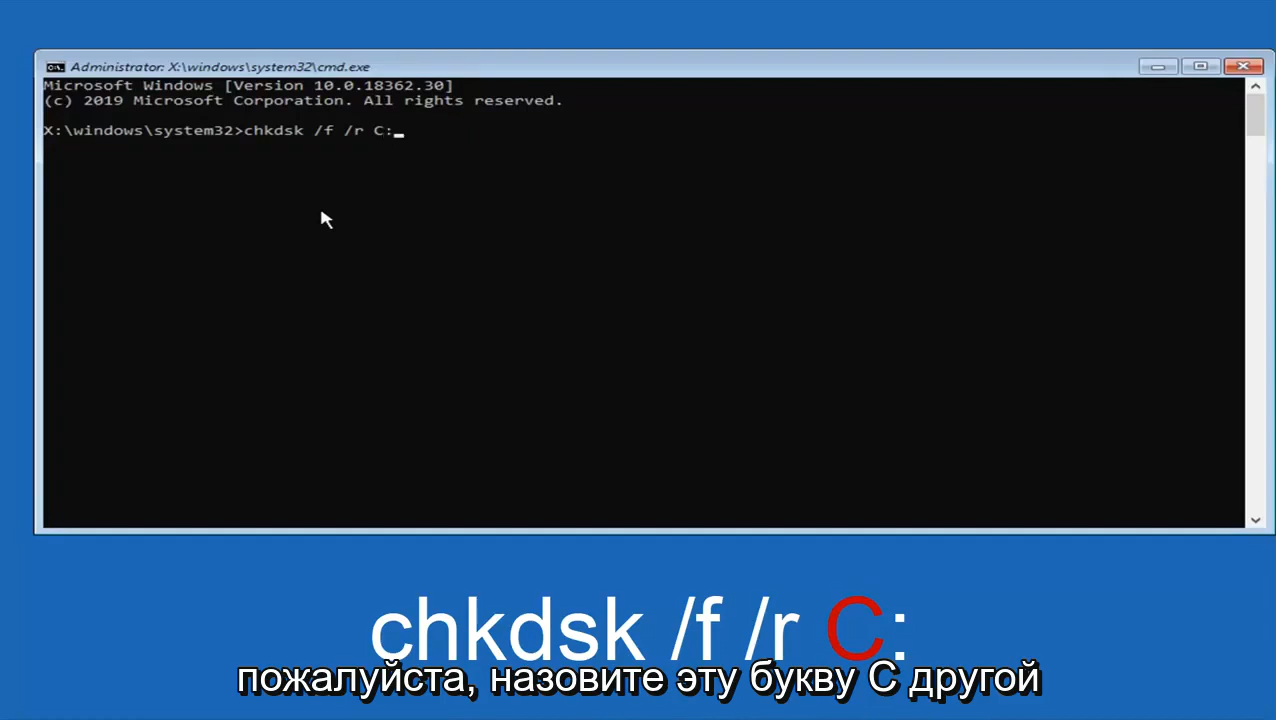 Administrator: X:\windows\system32\cmd.exe
Microsoft Windows [Version 10.0.18362.30]
(c) 2019 Microsoft Corporation. All rights reserved.
X:\windows\system32>chkdsk /f /r C:
chkdsk /f /r C:
пожалуйста, назовите эту букву C другой